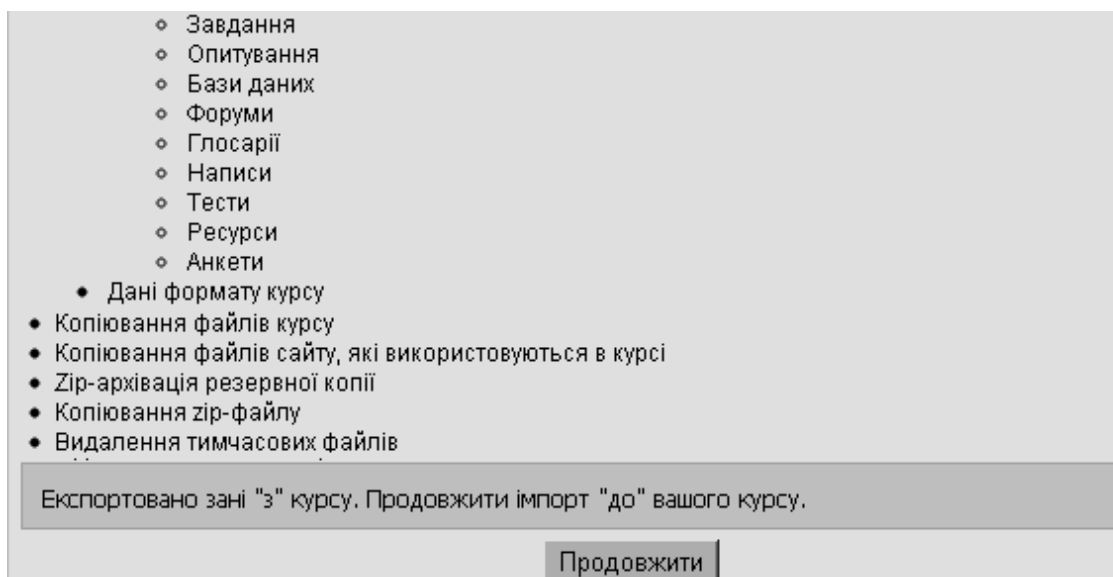 Завдання
Опитування
Бази даних
Форуми
Глосарії
Написи
Тести
Ресурси
Анкети
Дані формату курсу
Копіювання файлів курсу
Копіювання файлів сайту, які використовуються в курсі
Zip-архівація резервної копії
Копіювання zip-файлу
Видалення тимчасових файлів
Експортовано зані "з" курсу. Продовжити імпорт "до" вашого курсу.
Продовжити